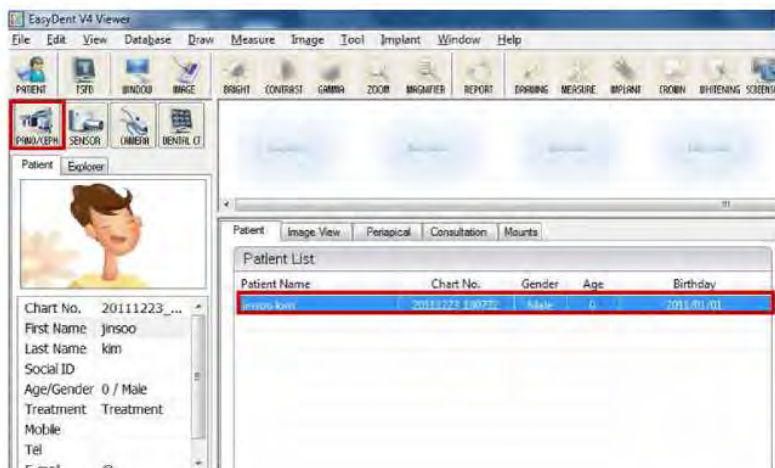 EasyDent V4 Viewer
File Edit View Database Draw Measure Image Tool Implant Window Help
PATIENT TSFD WINDOW IMAGE BRIGHT CONTRAST GAMMA ZOOM MAGNIFIER REPORT DRAWING MEASURE IMPLANT CROWN WHITENING
PANO/CEPH SENSOR CAMERA DENTAL CT
Patient Explorer
Patient Image View Periapical Consultation Mounts
Patient List
Patient Name Chart No. Gender Age Birthday
jinsoo kim Male 0 2011/01/01
Chart No. 20111223_...
First Name jinsoo
Last Name kim
Social ID
Age/Gender 0 / Male
Treatment Treatment
Mobile
Tel